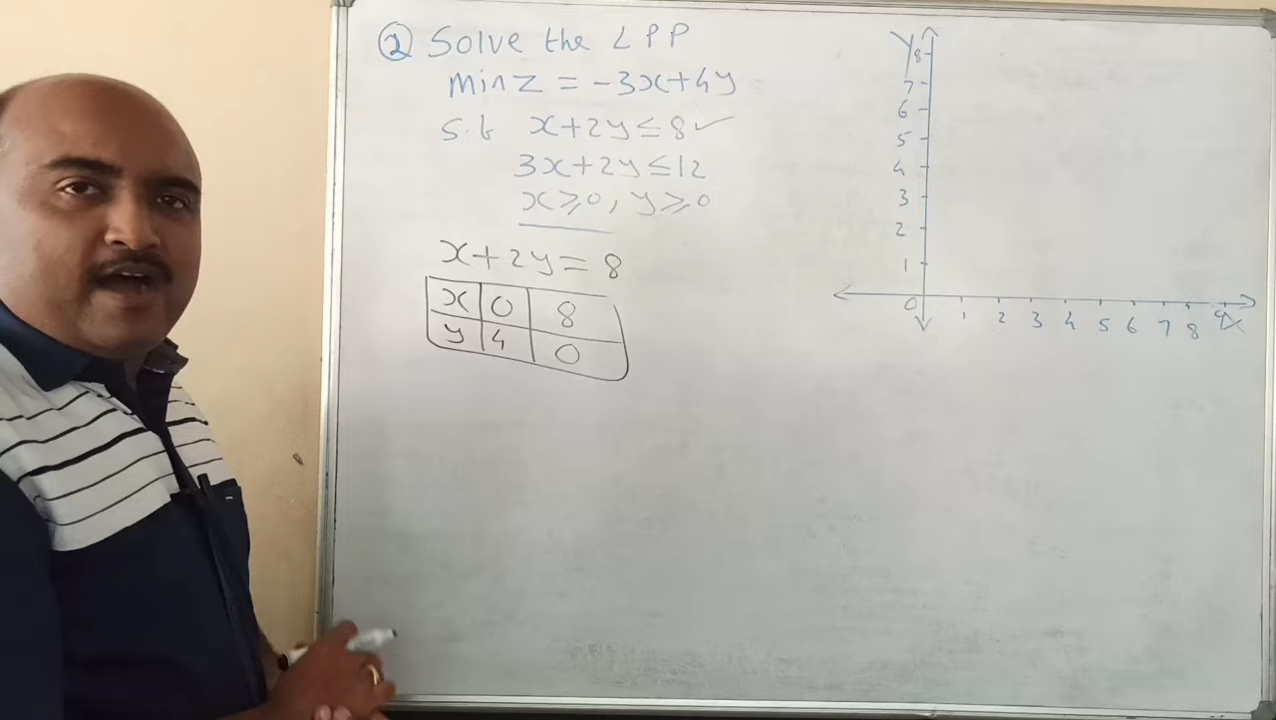 ② Solve the LPP
min z = -3x+4y
s.t x+2y≤8 ✓
3x+2y≤12
x≥0, y≥0
x+2y=8
x 0 8
y 4 0
y
8
7
6
5
4
3
2
1
0 1 2 3 4 5 6 7 8 9 x